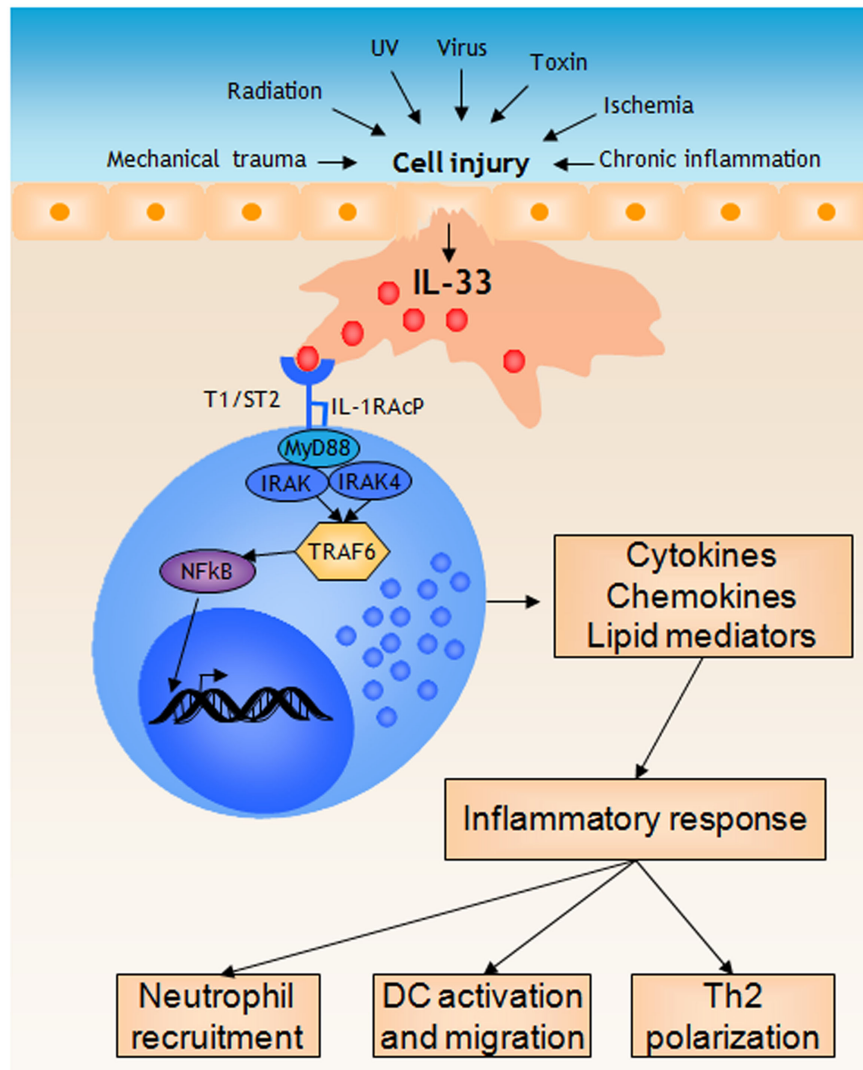 UV
Virus
Toxin
Radiation
Ischemia
Mechanical trauma
Cell injury
Chronic inflammation
IL-33
T1/ST2
IL-1RAcP
MyD88
IRAK
IRAK4
TRAF6
NFkB
Cytokines
Chemokines
Lipid mediators
Inflammatory response
Neutrophil
recruitment
DC activation
and migration
Th2
polarization